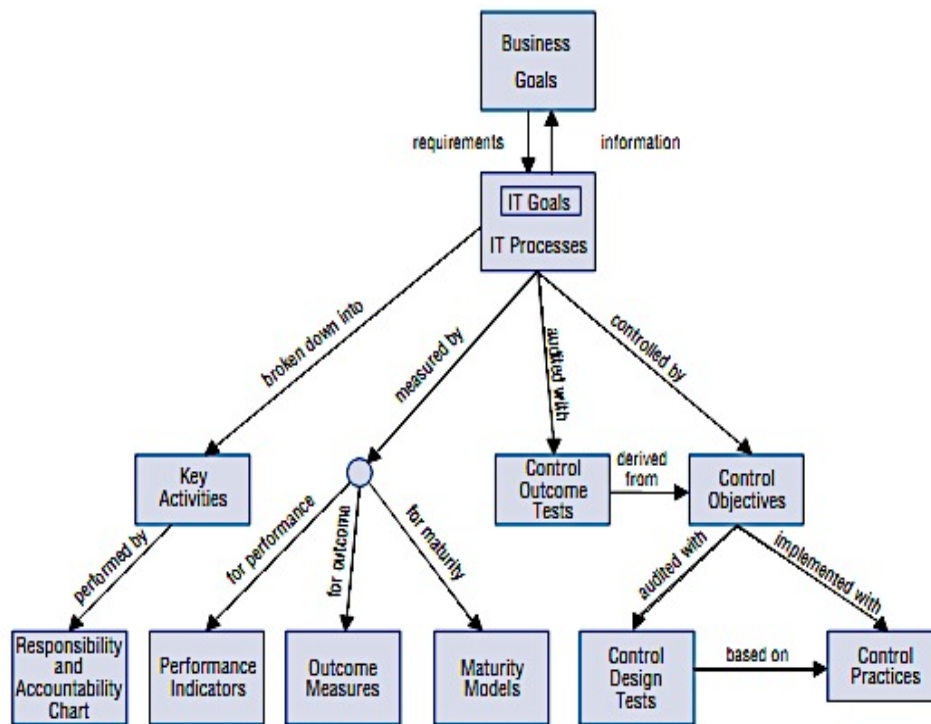 Business
Goals
requirements
information
IT Goals
IT Processes
broken down into
measured by
audited with
controlled by
Key
Activities
Control
Outcome
Tests
derived
from
Control
Objectives
performed by
for performance
for outcome
for maturity
audited with
implemented with
Responsibility
and
Accountability
Chart
Performance
Indicators
Outcome
Measures
Maturity
Models
Control
Design
Tests
based on
Control
Practices